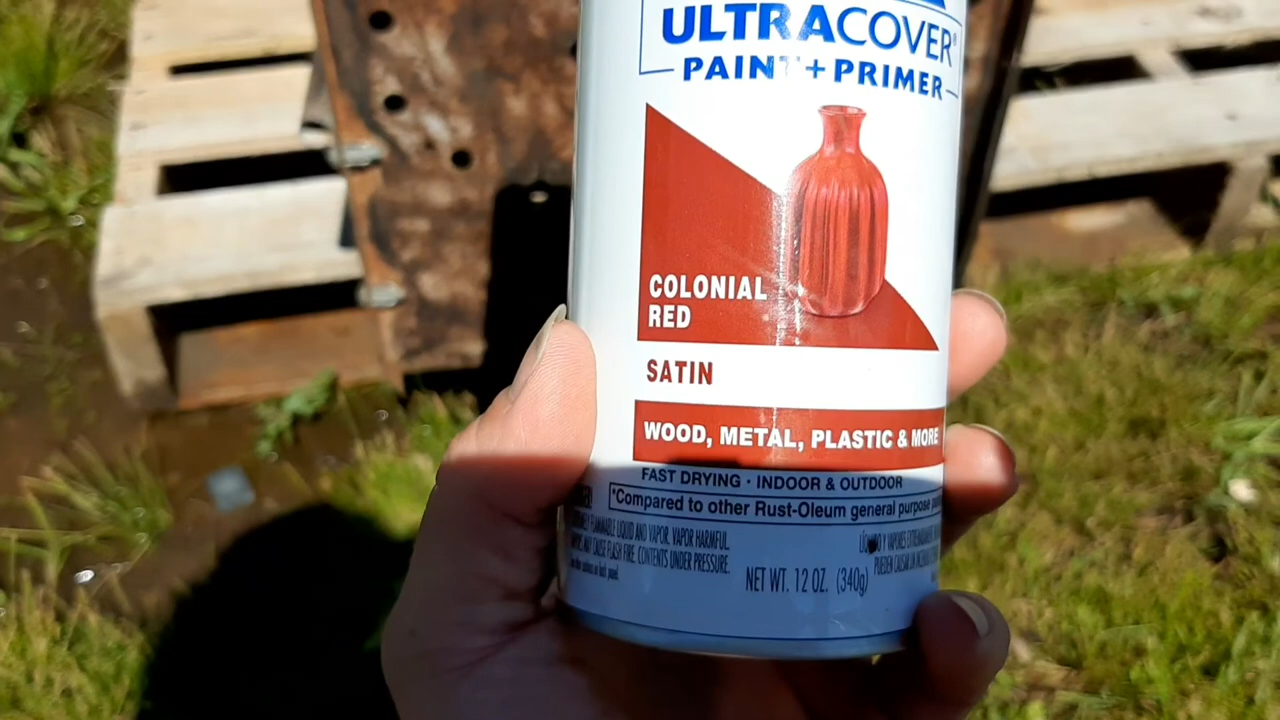 ULTRACOVER®
PAINT+PRIMER
COLONIAL
RED
SATIN
WOOD, METAL, PLASTIC & MORE
FAST DRYING · INDOOR & OUTDOOR
*Compared to other Rust-Oleum general purpose
FLAMMABLE LIQUID AND VAPOR. VAPOR HARMFUL.
MAY CAUSE FLASH FIRE. CONTENTS UNDER PRESSURE.
NET WT. 12 OZ. (340g)